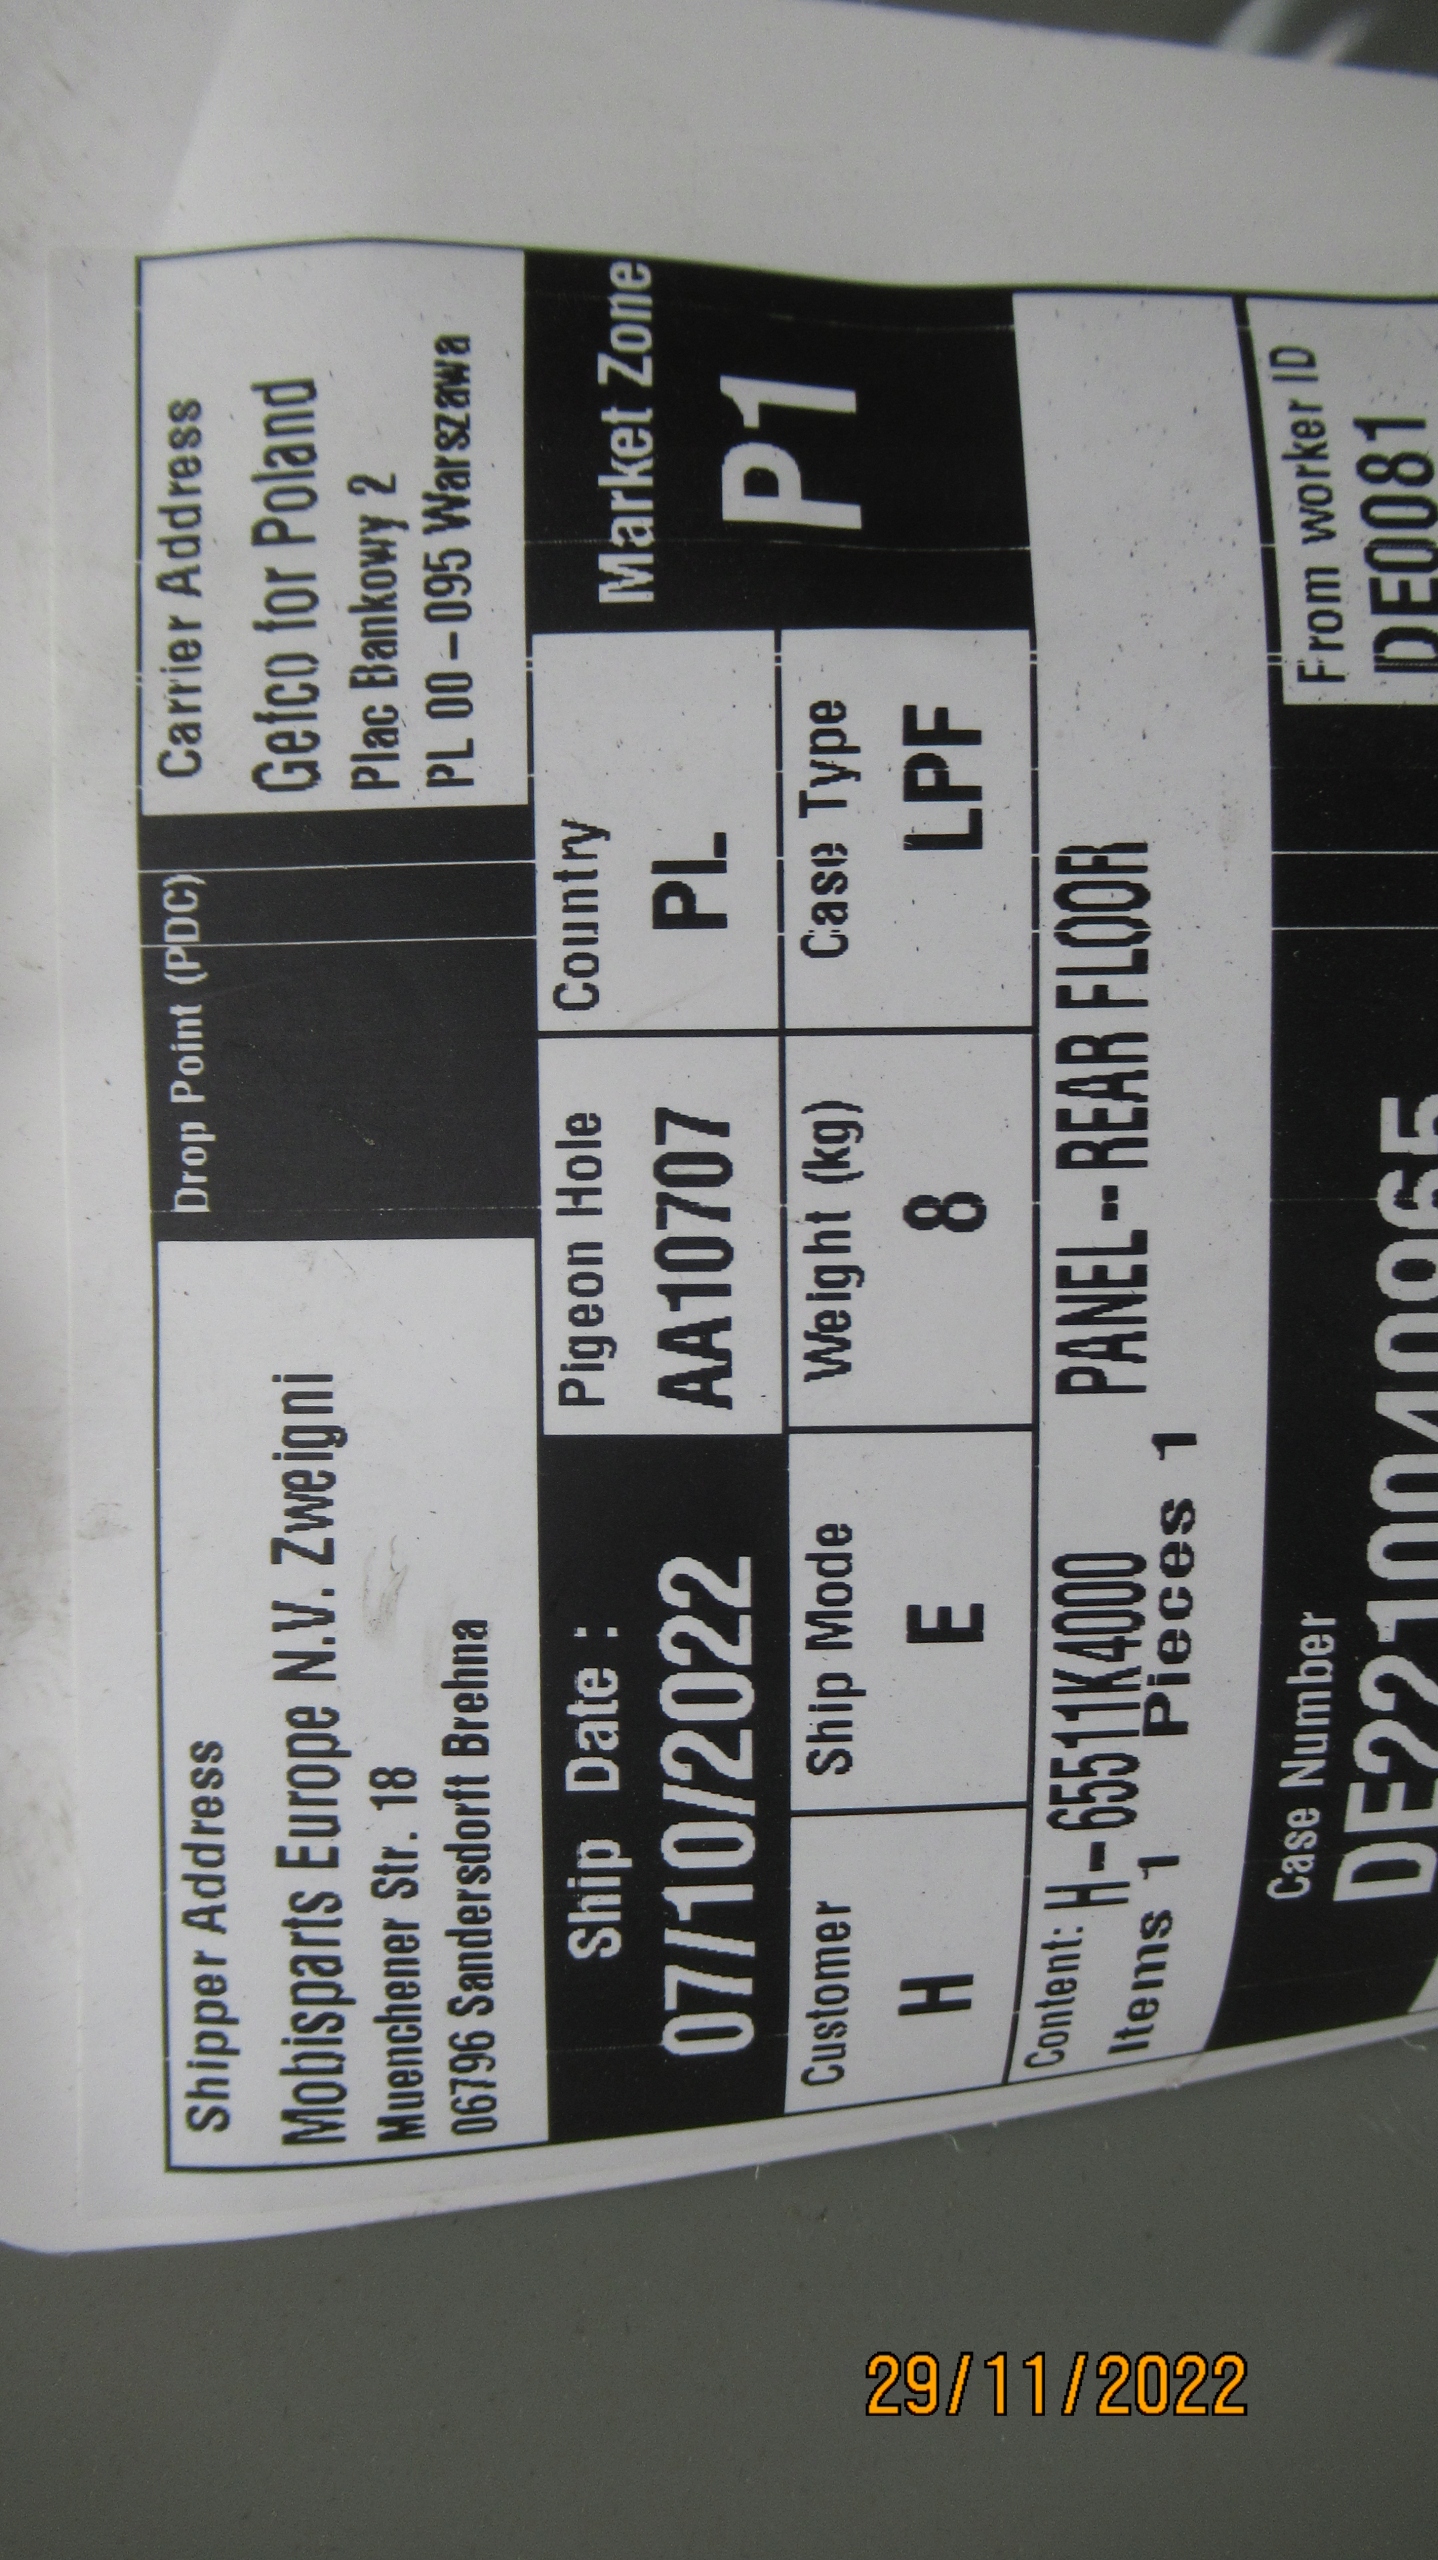 Shipper Address
Mobisparts Europe N.V. Zweigni
Muenchener Str. 18
06796 Sandersdorft Brehna
Drop Point (PDC)
Carrier Address
Gefco for Poland
Plac Bankowy 2
PL 00-095 Warszawa
Ship Date :
07/10/2022
Pigeon Hole
AA10707
Country
PL
Market Zone
P1
Customer
H
Ship Mode
E
Weight (kg)
8
Case Type
LPF
Content: H-65511K4000 PANEL--REAR FLOOR
Items 1 Pieces 1
Case Number
DE2210040965
From worker ID
DE0081
29/11/2022